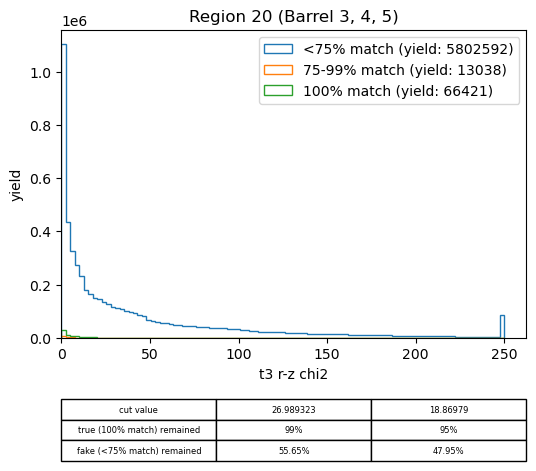 Region 20 (Barrel 3, 4, 5)
1e6
<75% match (yield: 5802592)
75-99% match (yield: 13038)
100% match (yield: 66421)
1.0
0.8
0.6
0.4
0.2
0.0
yield
0 50 100 150 200 250
t3 r-z chi2
cut value 26.989323 18.86979
true (100% match) remained 99% 95%
fake (<75% match) remained 55.65% 47.95%